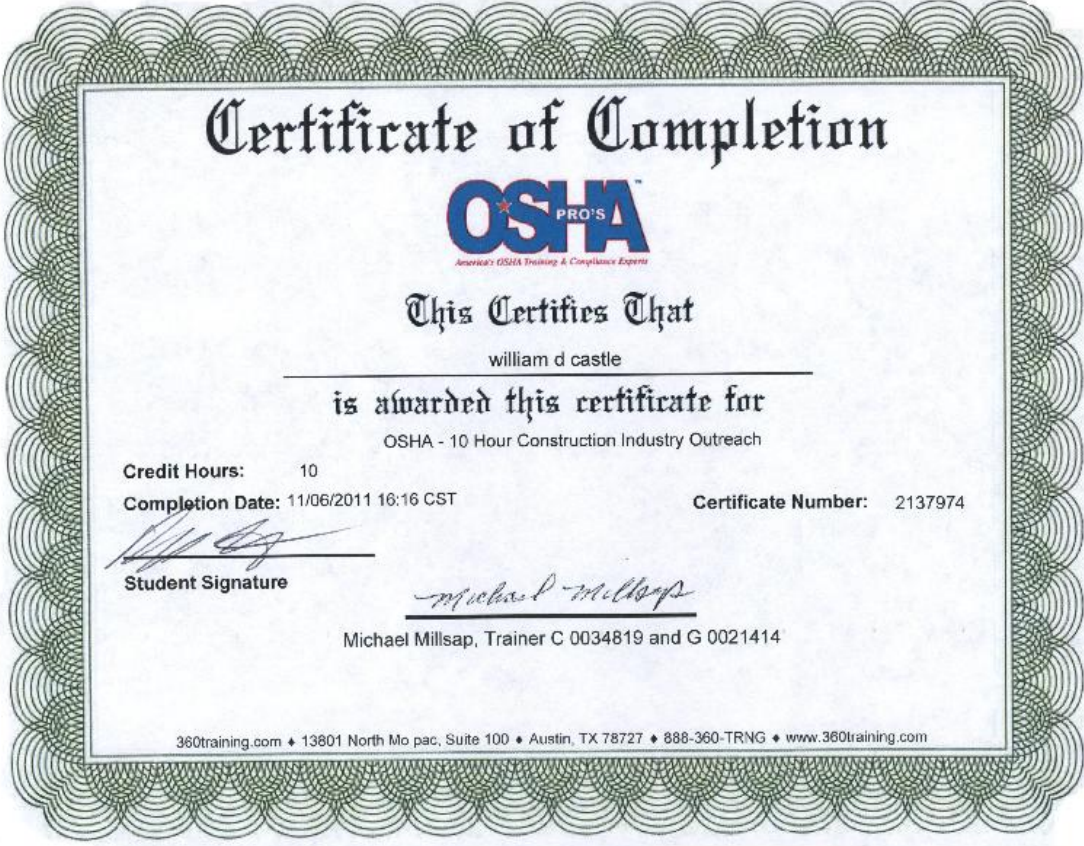 Certificate of Completion
OSHA PRO'S™
America's OSHA Training & Compliance Experts
This Certifies That
william d castle
is awarded this certificate for
OSHA - 10 Hour Construction Industry Outreach
Credit Hours: 10
Completion Date: 11/06/2011 16:16 CST Certificate Number: 2137974
Student Signature
Michael Millsap
Michael Millsap, Trainer C 0034819 and G 0021414
360training.com ♦ 13801 North Mo pac, Suite 100 ♦ Austin, TX 78727 ♦ 888-360-TRNG ♦ www.360training.com